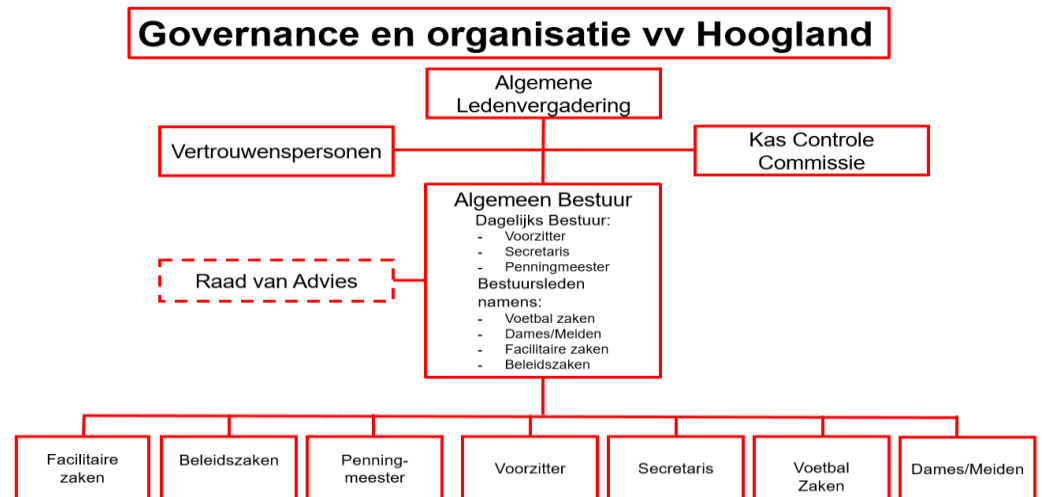 Governance en organisatie vv Hoogland
Algemene
Ledenvergadering
Vertrouwenspersonen
Kas Controle
Commissie
Algemeen Bestuur
Dagelijks Bestuur:
- Voorzitter
- Secretaris
- Penningmeester
Bestuursleden
namens:
- Voetbal zaken
- Dames/Meiden
- Facilitaire zaken
- Beleidszaken
Raad van Advies
Facilitaire
zaken
Beleidszaken
Penning-
meester
Voorzitter
Secretaris
Voetbal
Zaken
Dames/Meiden